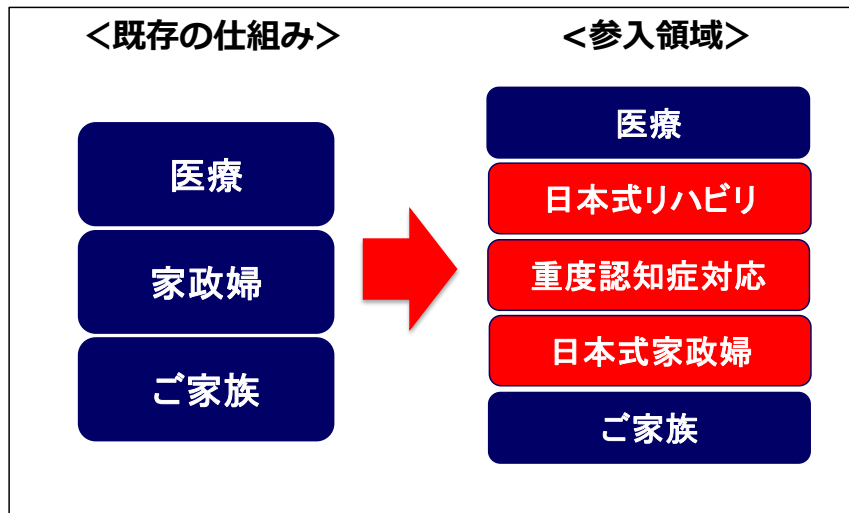 ＜既存の仕組み＞
医療
家政婦
ご家族
＜参入領域＞
医療
日本式リハビリ
重度認知症対応
日本式家政婦
ご家族